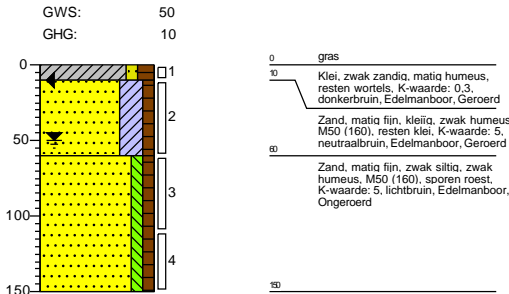 GWS: 50
GHG: 10
0
50
100
150
1
2
3
4
0 gras
10
Klei, zwak zandig, matig humeus,
resten wortels, K-waarde: 0,3,
donkerbruin, Edelmanboor, Geroerd
Zand, matig fijn, kleiïg, zwak humeus,
M50 (160), resten klei, K-waarde: 5,
neutraalbruin, Edelmanboor, Geroerd
60
Zand, matig fijn, zwak siltig, zwak
humeus, M50 (160), sporen roest,
K-waarde: 5, lichtbruin, Edelmanboor,
Ongeroerd
150